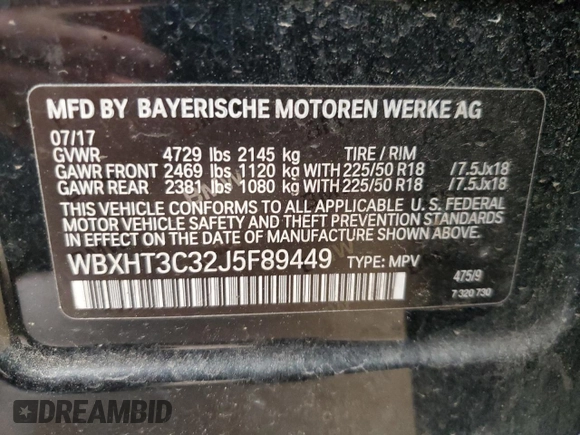 MFD BY BAYERISCHE MOTOREN WERKE AG
07/17
GVWR 4729 lbs 2145 kg TIRE / RIM
GAWR FRONT 2469 lbs 1120 kg WITH 225/50 R18 /7.5Jx18
GAWR REAR 2381 lbs 1080 kg WITH 225/50 R18 /7.5Jx18
THIS VEHICLE CONFORMS TO ALL APPLICABLE U. S. FEDERAL
MOTOR VEHICLE SAFETY AND THEFT PREVENTION STANDARDS
IN EFFECT ON THE DATE OF MANUFACTURE SHOWN ABOVE.
WBXHT3C32J5F89449 TYPE: MPV
475/9
7 320 730
DREAMBID